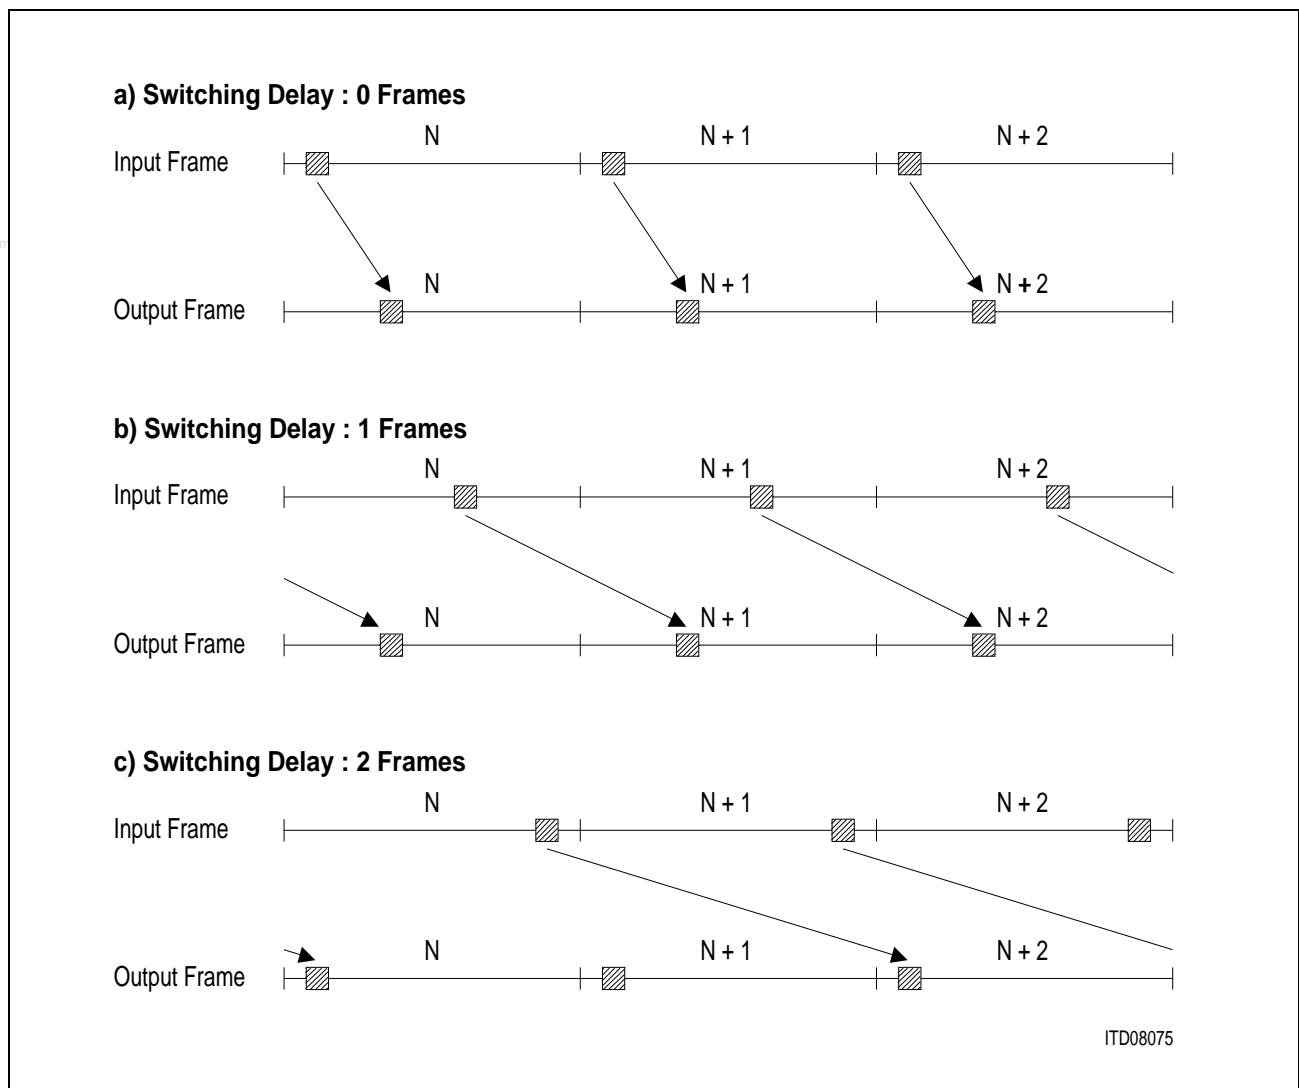 a) Switching Delay : 0 Frames
N N + 1 N + 2
Input Frame
N N + 1 N + 2
Output Frame
b) Switching Delay : 1 Frames
N N + 1 N + 2
Input Frame
N N + 1 N + 2
Output Frame
c) Switching Delay : 2 Frames
N N + 1 N + 2
Input Frame
N N + 1 N + 2
Output Frame
ITD08075